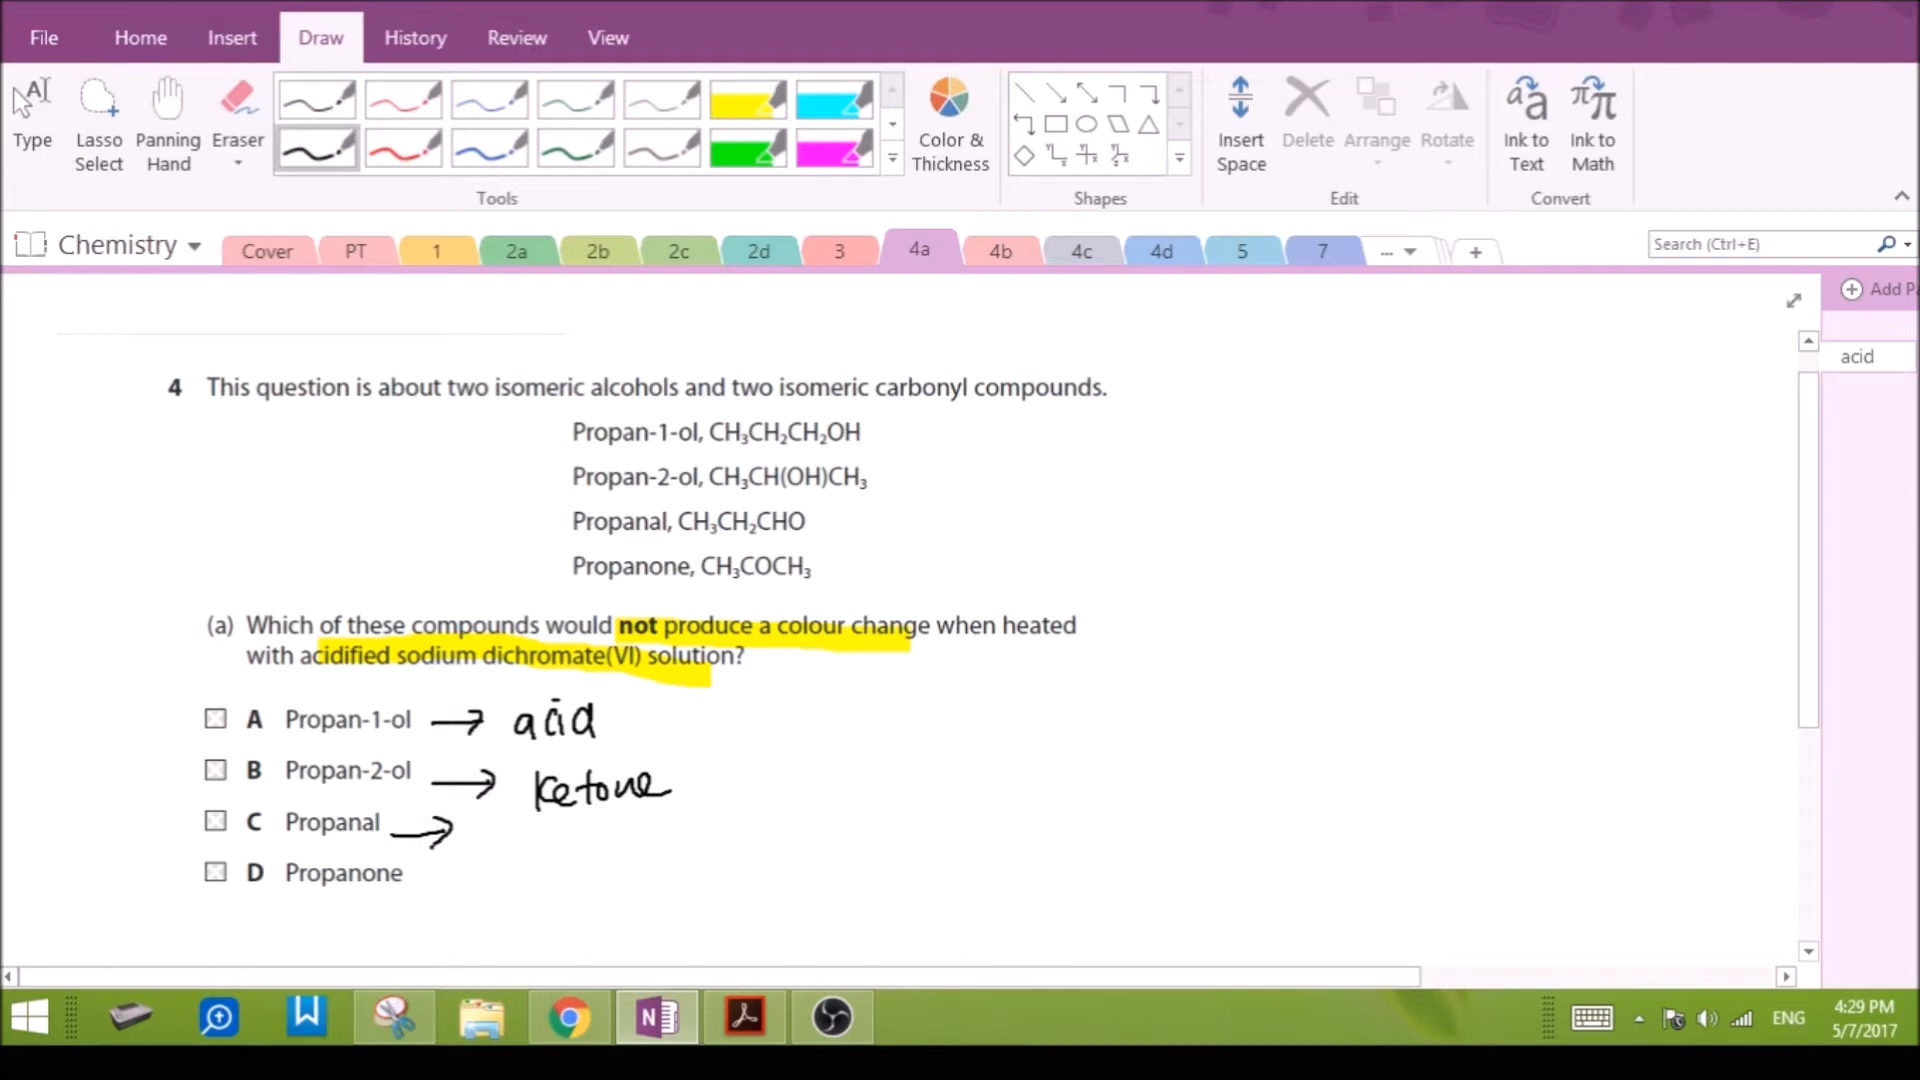 File Home Insert Draw History Review View
Type
Lasso Select
Panning Hand
Eraser
Color & Thickness
Insert Space
Delete
Arrange
Rotate
Ink to Text
Ink to Math
Tools
Shapes
Edit
Convert
Chemistry Cover PT 1 2a 2b 2c 2d 3 4a 4b 4c 4d 5 7 ... + Search (Ctrl+E)
Add
acid
4 This question is about two isomeric alcohols and two isomeric carbonyl compounds.
Propan-1-ol, CH₃CH₂CH₂OH
Propan-2-ol, CH₃CH(OH)CH₃
Propanal, CH₃CH₂CHO
Propanone, CH₃COCH₃
(a) Which of these compounds would not produce a colour change when heated
with acidified sodium dichromate(VI) solution?
A Propan-1-ol → acid
B Propan-2-ol → ketone
C Propanal →
D Propanone
ENG
4:29 PM
5/7/2017